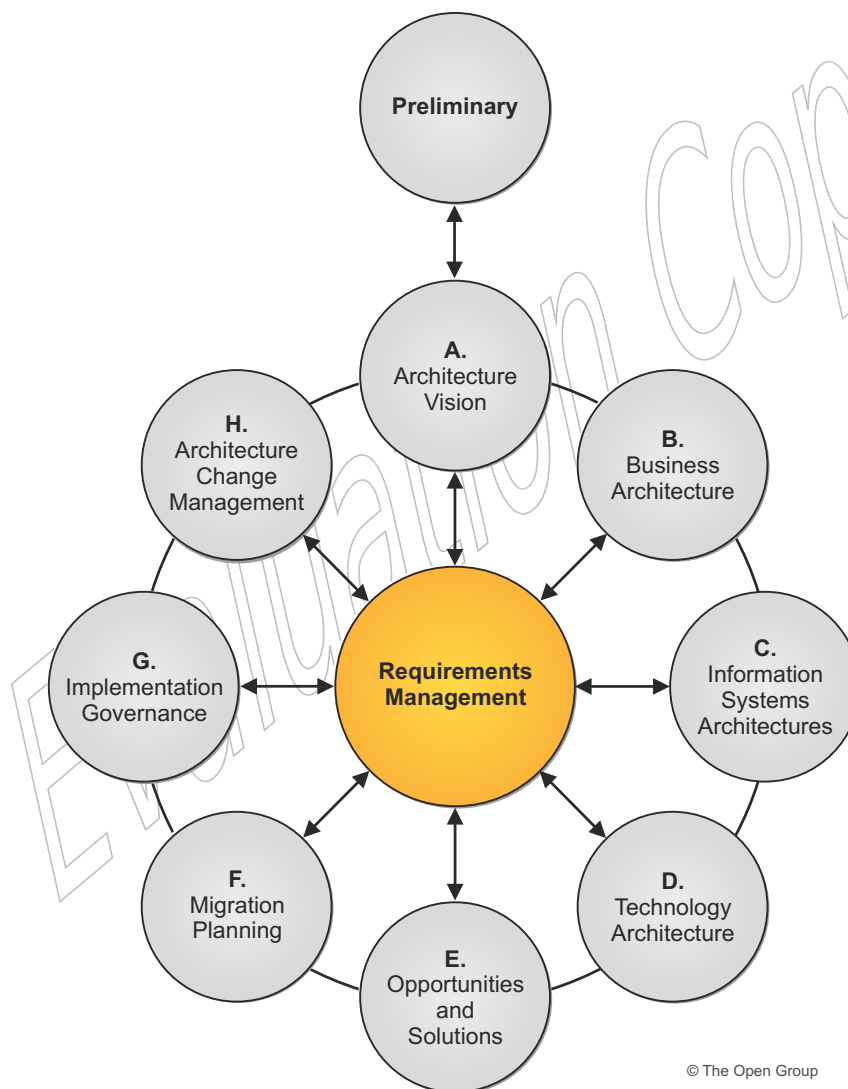 Preliminary
A.
Architecture
Vision
B.
Business
Architecture
C.
Information
Systems
Architectures
D.
Technology
Architecture
E.
Opportunities
and
Solutions
F.
Migration
Planning
G.
Implementation
Governance
H.
Architecture
Change
Management
Requirements
Management
Evaluation Cop
© The Open Group